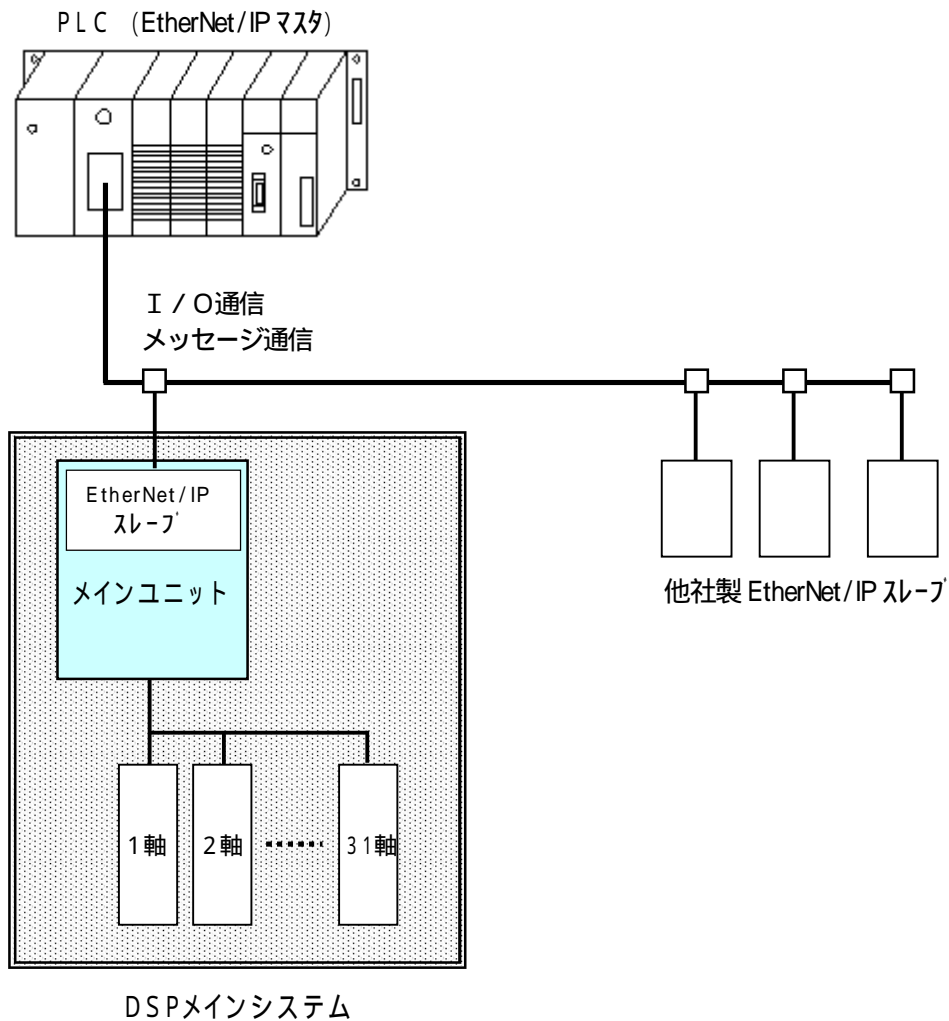 PLC (EtherNet/IPマスタ)
I/O通信
メッセージ通信
EtherNet/IP
スレーブ
メインユニット
他社製 EtherNet/IPスレーブ
1軸 2軸 31軸
DSPメインシステム